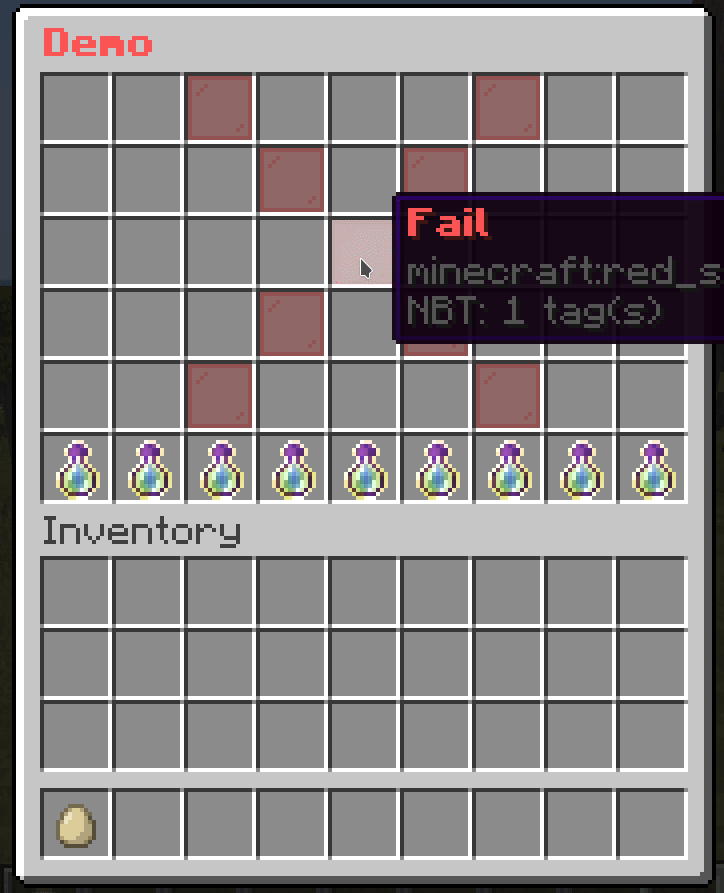 Demo
Fail
minecraft:red_s
NBT: 1 tag(s)
Inventory